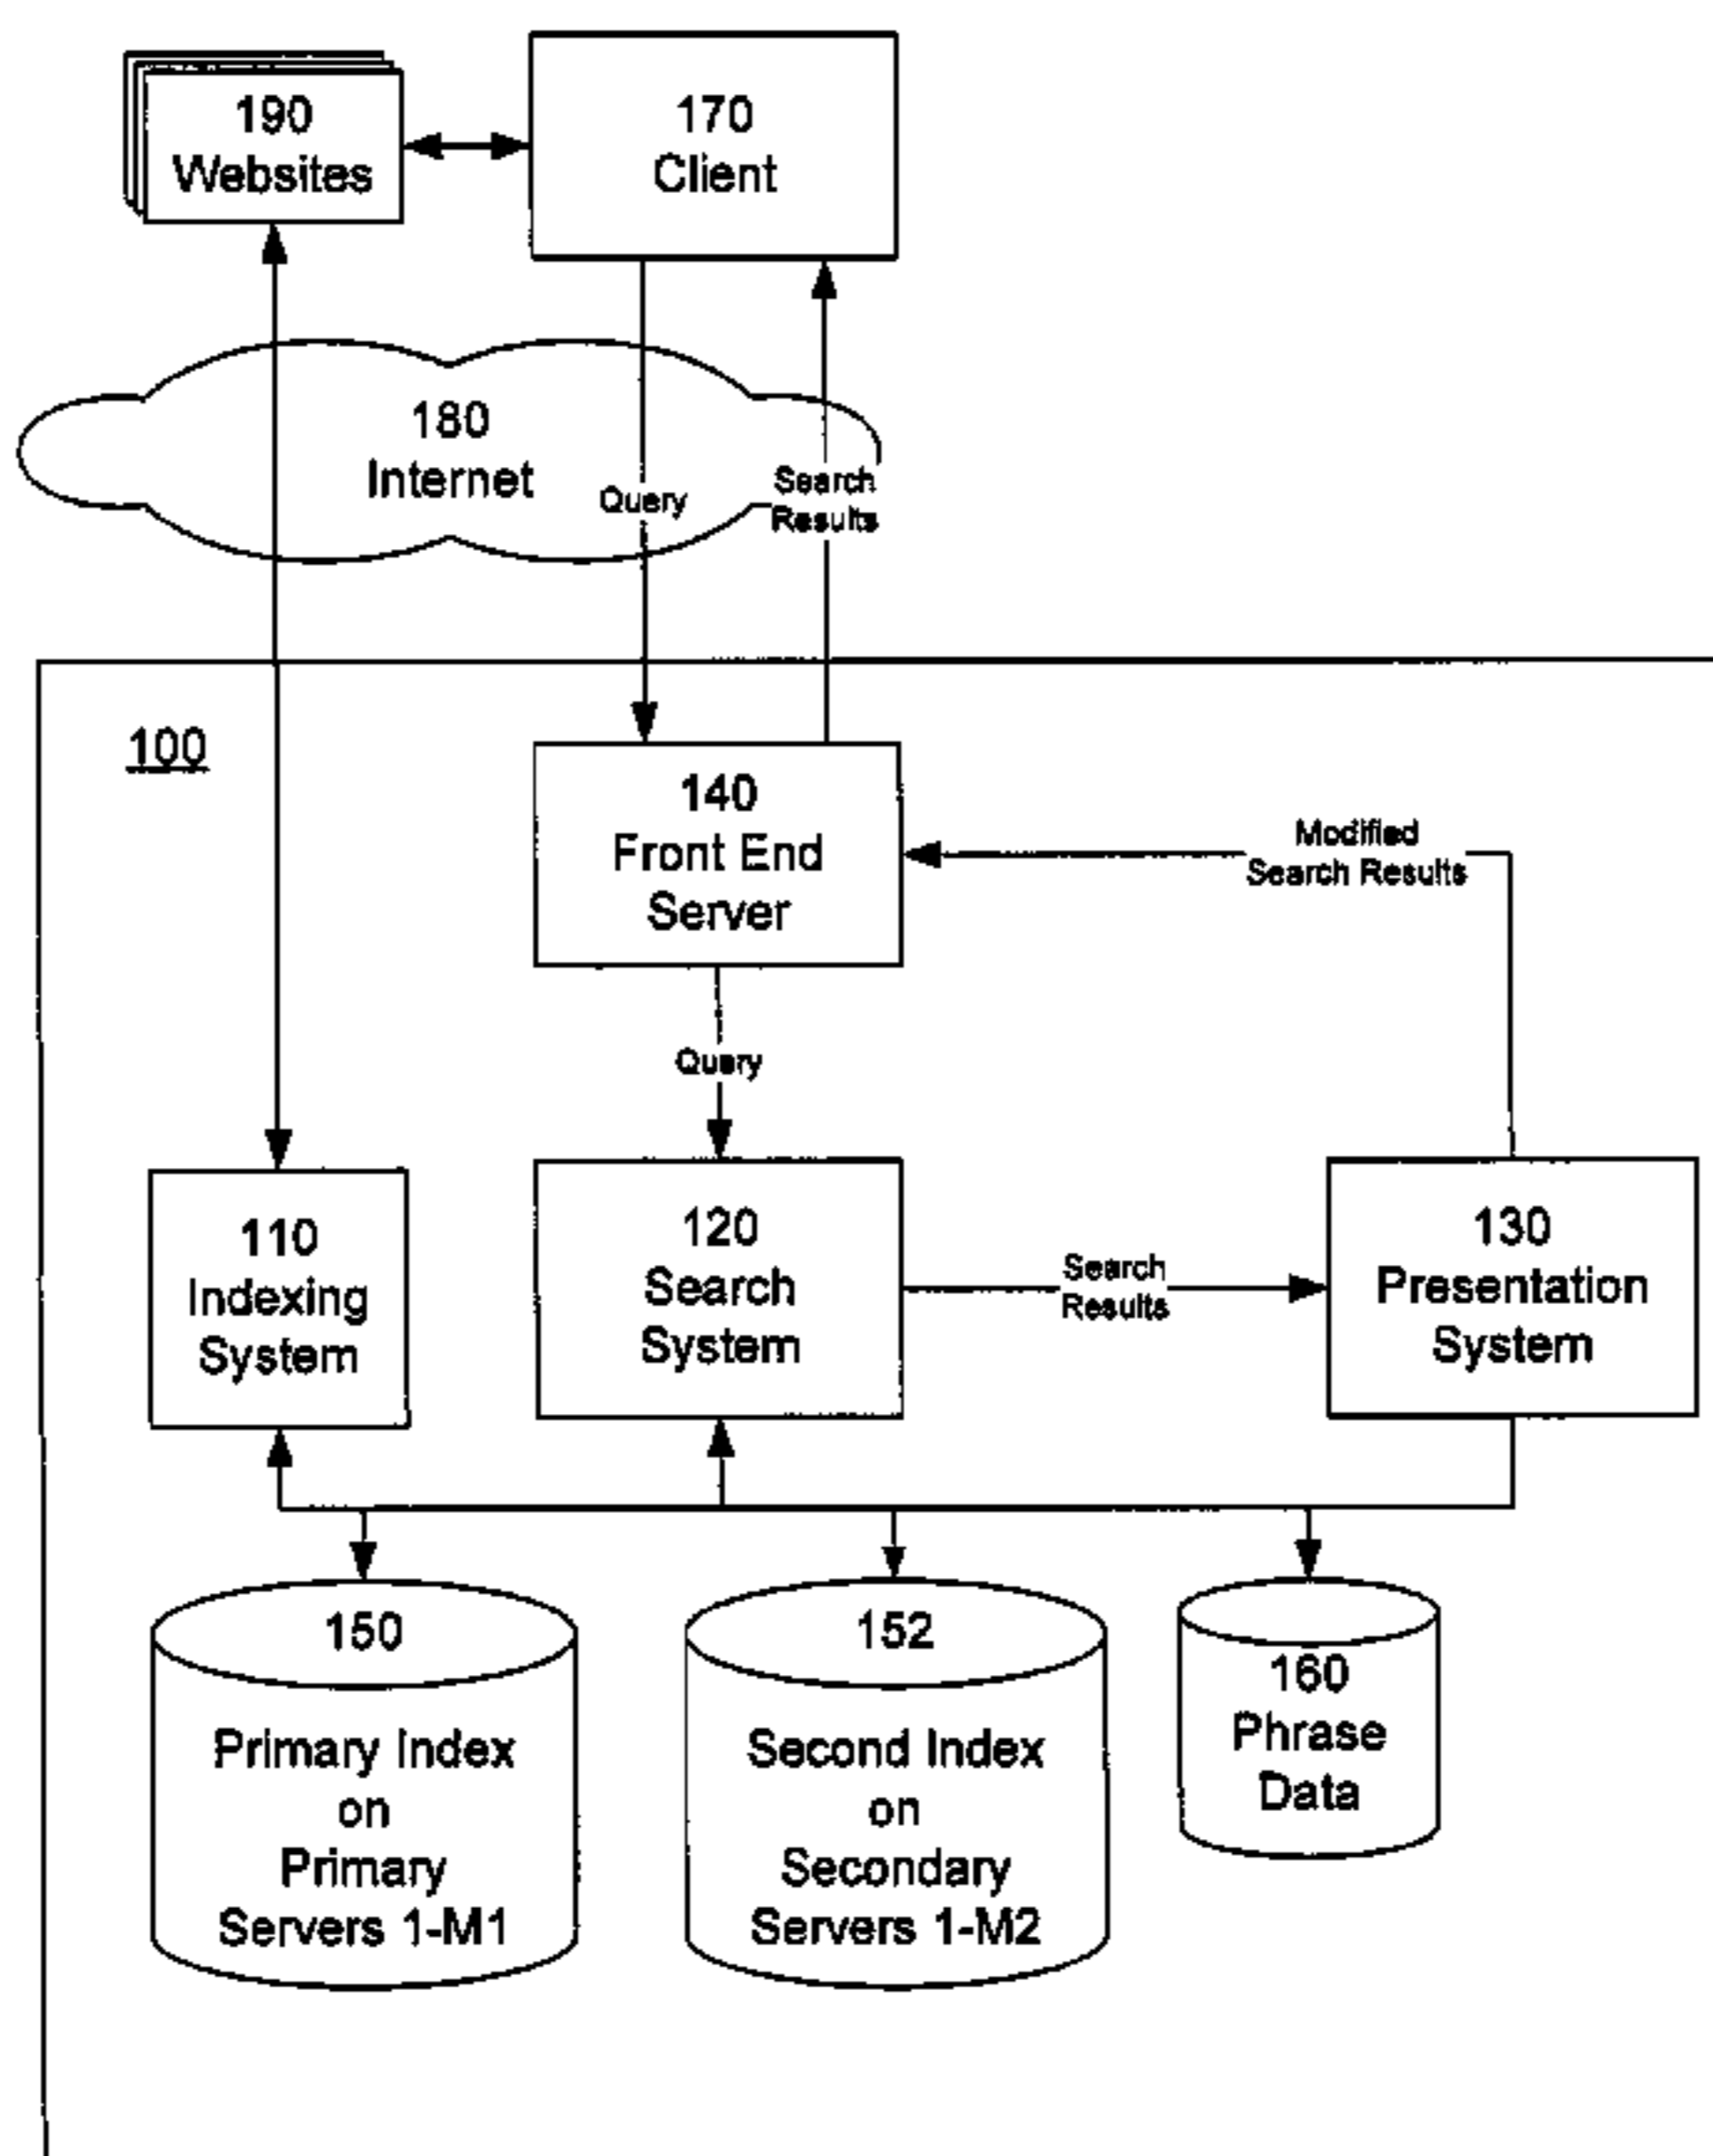 190
Websites
170
Client
180
Internet
Query
Search
Results
100
140
Front End
Server
Modified
Search Results
Query
110
Indexing
System
120
Search
System
Search
Results
130
Presentation
System
150
Primary Index
on
Primary
Servers 1-M1
152
Second Index
on
Secondary
Servers 1-M2
160
Phrase
Data